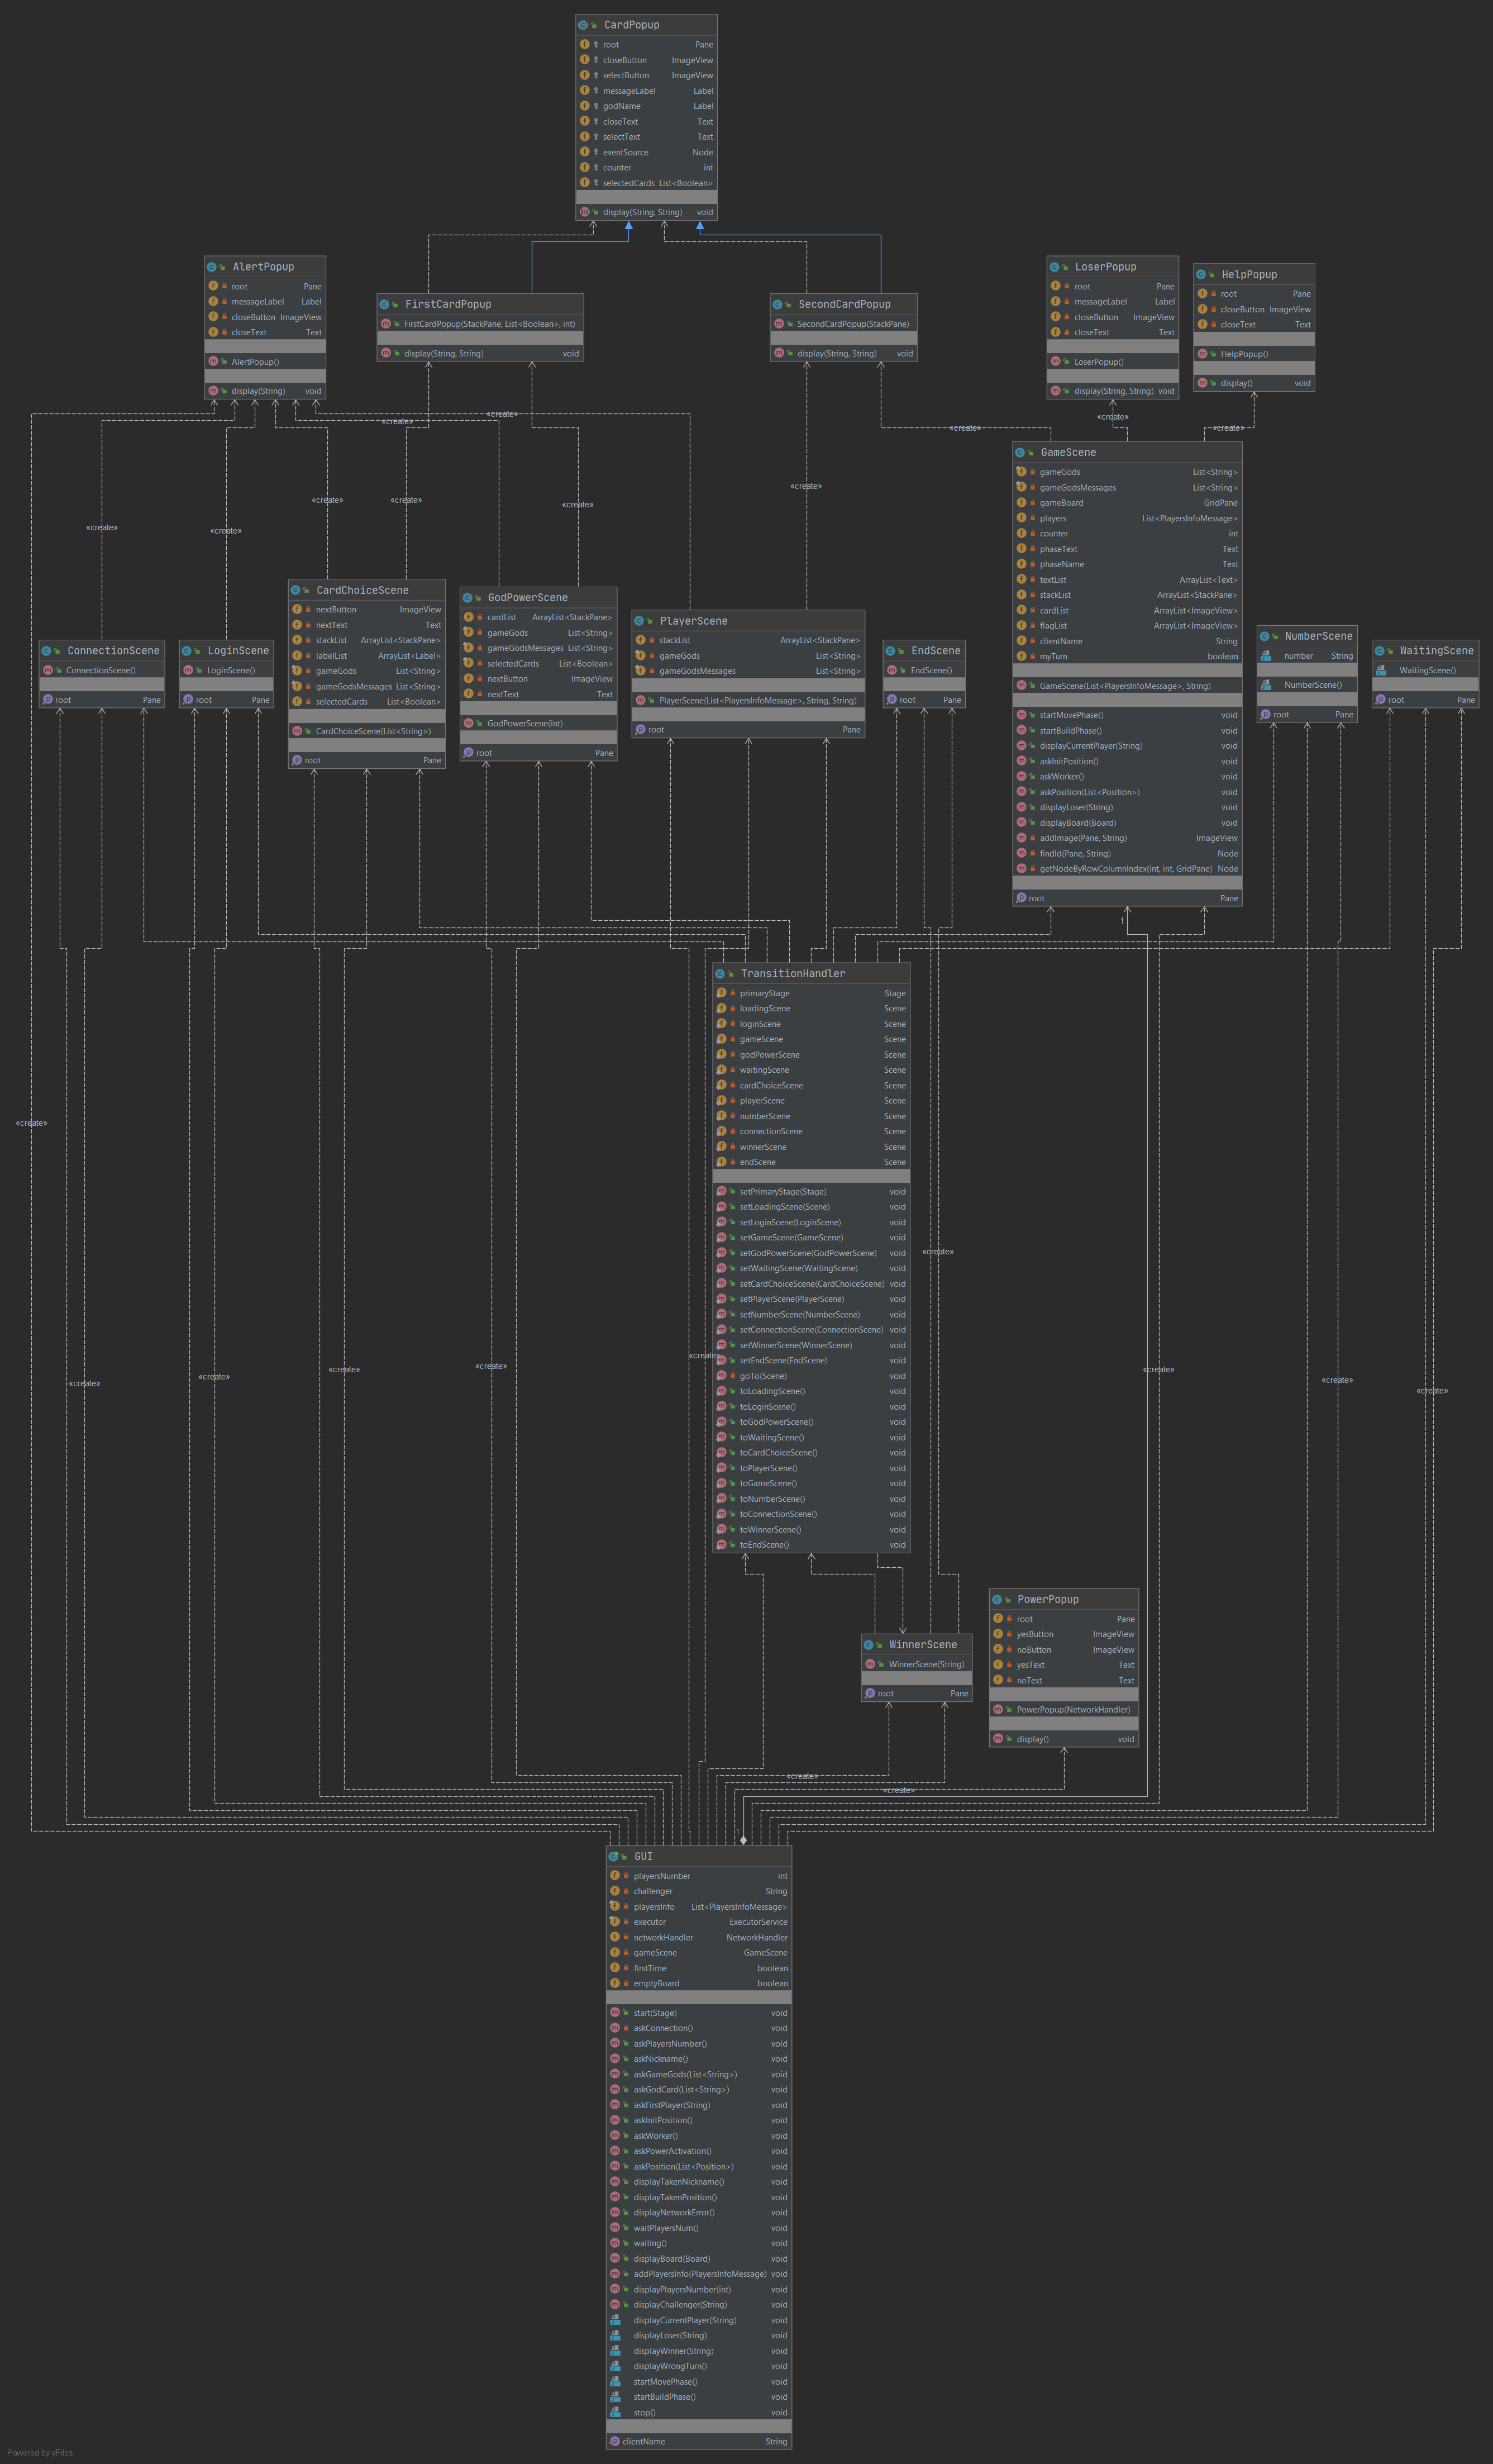 CardPopup
root Pane
closeButton ImageView
selectButton ImageView
messageLabel Label
godName Label
closeText Text
selectText Text
eventSource Node
counter int
selectedCards List<Boolean>
display(String, String) void
AlertPopup
root Pane
messageLabel Label
closeButton ImageView
closeText Text
AlertPopup()
display(String) void
FirstCardPopup
FirstCardPopup(StackPane, List<Boolean>, int)
display(String, String) void
SecondCardPopup
SecondCardPopup(StackPane)
display(String, String) void
LoserPopup
root Pane
messageLabel Label
closeButton ImageView
closeText Text
LoserPopup()
display(String, String) void
HelpPopup
root Pane
closeButton ImageView
closeText Text
HelpPopup()
display() void
«create»
«create»
«create»
«create»
«create»
«create»
«create»
«create»
«create»
«create»
«create»
«create»
GameScene
gameGods List<String>
gameGodsMessages List<String>
gameBoard GridPane
players List<PlayersInfoMessage>
counter int
phaseText Text
phaseName Text
textList ArrayList<Text>
stackList ArrayList<StackPane>
cardList ArrayList<ImageView>
flagList ArrayList<ImageView>
clientName String
myTurn boolean
GameScene(List<PlayersInfoMessage>, String)
startMovePhase() void
startBuildPhase() void
displayCurrentPlayer(String) void
askInitPosition() void
askWorker() void
askPosition(List<Position>) void
displayLoser(String) void
displayBoard(Board) void
addImage(Pane, String) ImageView
findId(Pane, String) Node
getNodeByRowColumnIndex(int, int, GridPane) Node
root Pane
ConnectionScene
ConnectionScene()
root Pane
LoginScene
LoginScene()
root Pane
CardChoiceScene
nextButton ImageView
nextText Text
stackList ArrayList<StackPane>
labelList ArrayList<Label>
gameGods List<String>
gameGodsMessages List<String>
selectedCards List<Boolean>
CardChoiceScene(List<String>)
root Pane
GodPowerScene
cardList ArrayList<StackPane>
gameGods List<String>
gameGodsMessages List<String>
selectedCards List<Boolean>
nextButton ImageView
nextText Text
GodPowerScene(int)
root Pane
PlayerScene
stackList ArrayList<StackPane>
gameGods List<String>
gameGodsMessages List<String>
PlayerScene(List<PlayersInfoMessage>, String, String)
root Pane
EndScene
EndScene()
root Pane
NumberScene
number String
NumberScene()
root Pane
WaitingScene
WaitingScene()
root Pane
1
TransitionHandler
primaryStage Stage
loadingScene Scene
loginScene Scene
gameScene Scene
godPowerScene Scene
waitingScene Scene
cardChoiceScene Scene
playerScene Scene
numberScene Scene
connectionScene Scene
winnerScene Scene
endScene Scene
setPrimaryStage(Stage) void
setLoadingScene(Scene) void
setLoginScene(LoginScene) void
setGameScene(GameScene) void
setGodPowerScene(GodPowerScene) void
setWaitingScene(WaitingScene) void
setCardChoiceScene(CardChoiceScene) void
setPlayerScene(PlayerScene) void
setNumberScene(NumberScene) void
setConnectionScene(ConnectionScene) void
setWinnerScene(WinnerScene) void
setEndScene(EndScene) void
goTo(Scene) void
toLoadingScene() void
toLoginScene() void
toGodPowerScene() void
toWaitingScene() void
toCardChoiceScene() void
toPlayerScene() void
toGameScene() void
toNumberScene() void
toConnectionScene() void
toWinnerScene() void
toEndScene() void
«create»
«create»
«create»
«create»
«create»
«create»
«create»
«create»
«create»
«create»
WinnerScene
WinnerScene(String)
root Pane
PowerPopup
root Pane
yesButton ImageView
noButton ImageView
yesText Text
noText Text
PowerPopup(NetworkHandler)
display() void
«create»
«create»
1
GUI
playersNumber int
challenger String
playersInfo List<PlayersInfoMessage>
executor ExecutorService
networkHandler NetworkHandler
gameScene GameScene
firstTime boolean
emptyBoard boolean
start(Stage) void
askConnection() void
askPlayersNumber() void
askNickname() void
askGameGods(List<String>) void
askGodCard(List<String>) void
askFirstPlayer(String) void
askInitPosition() void
askWorker() void
askPowerActivation() void
askPosition(List<Position>) void
displayTakenNickname() void
displayTakenPosition() void
displayNetworkError() void
waitPlayersNum() void
waiting() void
displayBoard(Board) void
addPlayersInfo(PlayersInfoMessage) void
displayPlayersNumber(int) void
displayChallenger(String) void
displayCurrentPlayer(String) void
displayLoser(String) void
displayWinner(String) void
displayWrongTurn() void
startMovePhase() void
startBuildPhase() void
stop() void
clientName String
Powered by yFiles